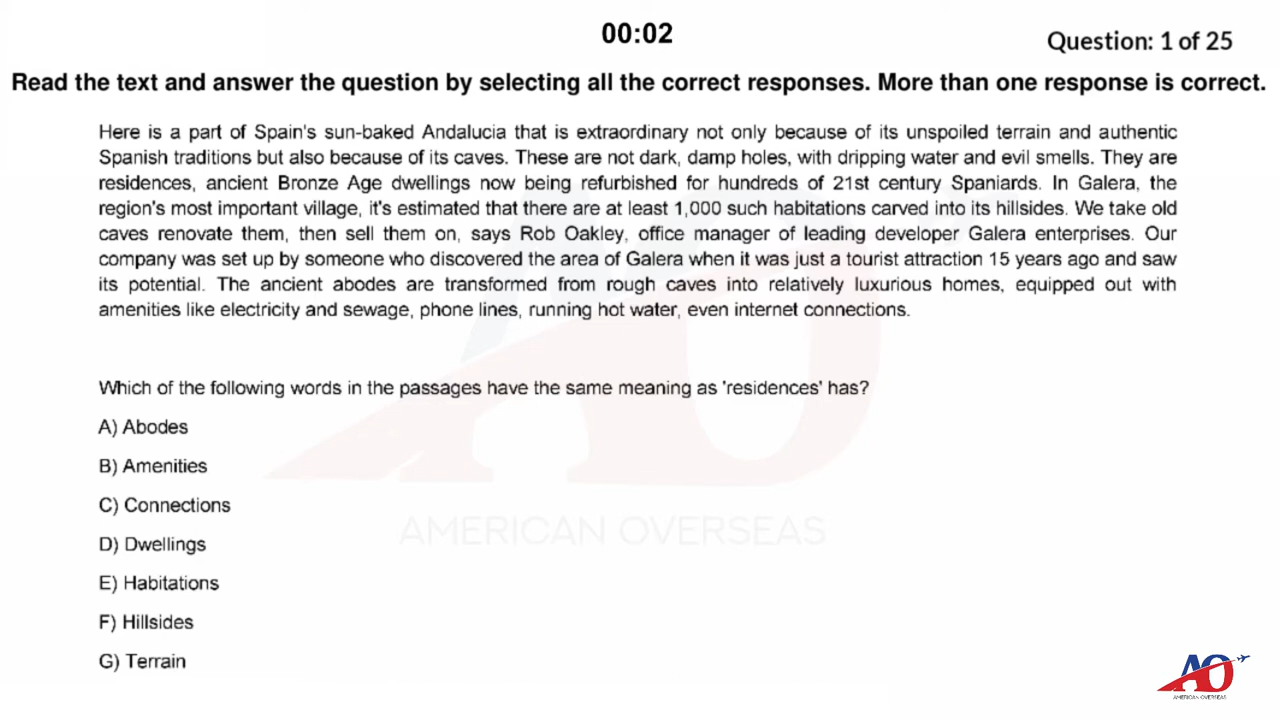 00:02
Question: 1 of 25
Read the text and answer the question by selecting all the correct responses. More than one response is correct.
Here is a part of Spain's sun-baked Andalucia that is extraordinary not only because of its unspoiled terrain and authentic
Spanish traditions but also because of its caves. These are not dark, damp holes, with dripping water and evil smells. They are
residences, ancient Bronze Age dwellings now being refurbished for hundreds of 21st century Spaniards. In Galera, the
region's most important village, it's estimated that there are at least 1,000 such habitations carved into its hillsides. We take old
caves renovate them, then sell them on, says Rob Oakley, office manager of leading developer Galera enterprises. Our
company was set up by someone who discovered the area of Galera when it was just a tourist attraction 15 years ago and saw
its potential. The ancient abodes are transformed from rough caves into relatively luxurious homes, equipped out with
amenities like electricity and sewage, phone lines, running hot water, even internet connections.
Which of the following words in the passages have the same meaning as 'residences' has?
A) Abodes
B) Amenities
C) Connections
D) Dwellings
E) Habitations
F) Hillsides
G) Terrain
AO
AMERICAN OVERSEAS
AO
AMERICAN OVERSEAS